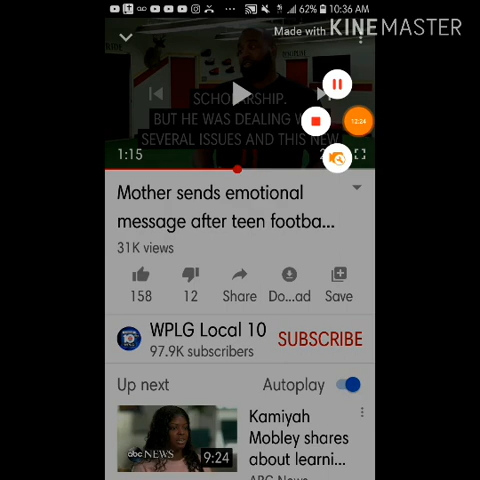 62% 10:36 AM
Made with KINEMASTER
SCHOLARSHIP.
BUT HE WAS DEALING
SEVERAL ISSUES AND THIS NEW
12:24
1:15
Mother sends emotional
message after teen footba...
31K views
158 12 Share Do...ad Save
WPLG Local 10
97.9K subscribers
SUBSCRIBE
Up next Autoplay
Kamiyah
Mobley shares
about learni...
abc NEWS 9:24
ABC News